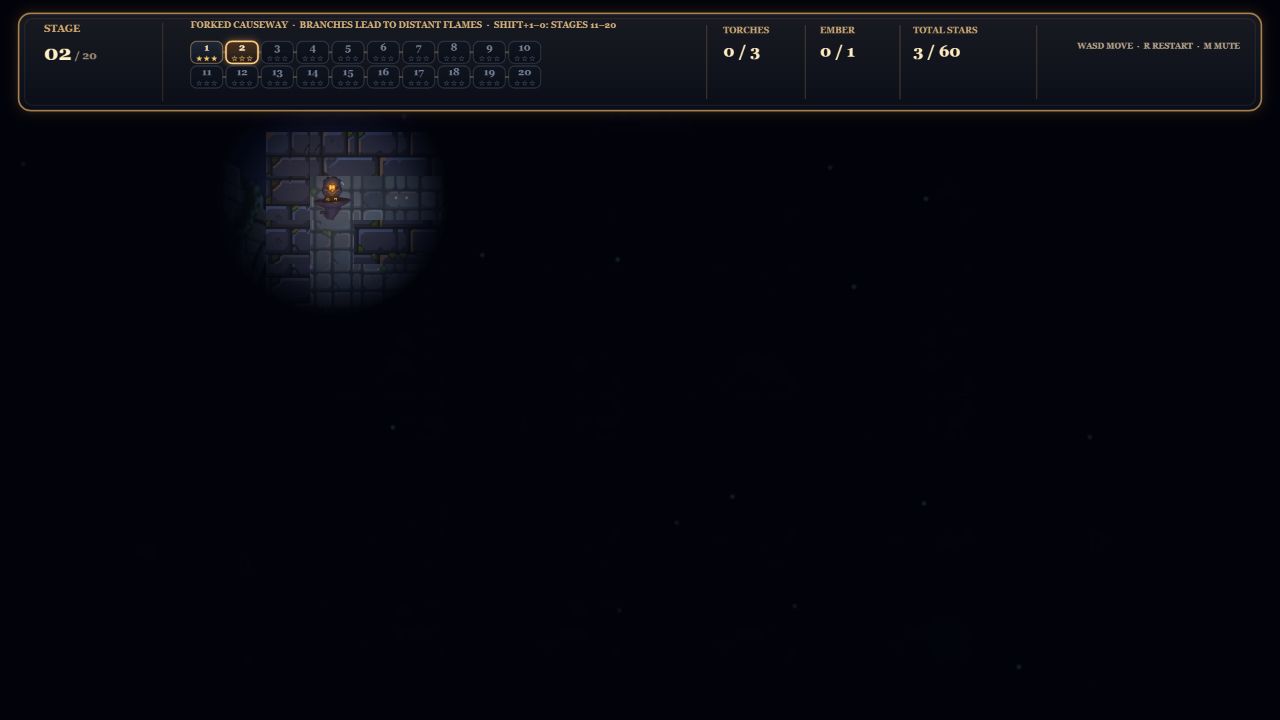 STAGE
02 / 20
FORKED CAUSEWAY · BRANCHES LEAD TO DISTANT FLAMES · SHIFT+1–0: STAGES 11–20
1 2 3 4 5 6 7 8 9 10
★★★ ☆☆☆ ☆☆☆ ☆☆☆ ☆☆☆ ☆☆☆ ☆☆☆ ☆☆☆ ☆☆☆ ☆☆☆
11 12 13 14 15 16 17 18 19 20
☆☆☆ ☆☆☆ ☆☆☆ ☆☆☆ ☆☆☆ ☆☆☆ ☆☆☆ ☆☆☆ ☆☆☆ ☆☆☆
TORCHES
0 / 3
EMBER
0 / 1
TOTAL STARS
3 / 60
WASD MOVE · R RESTART · M MUTE